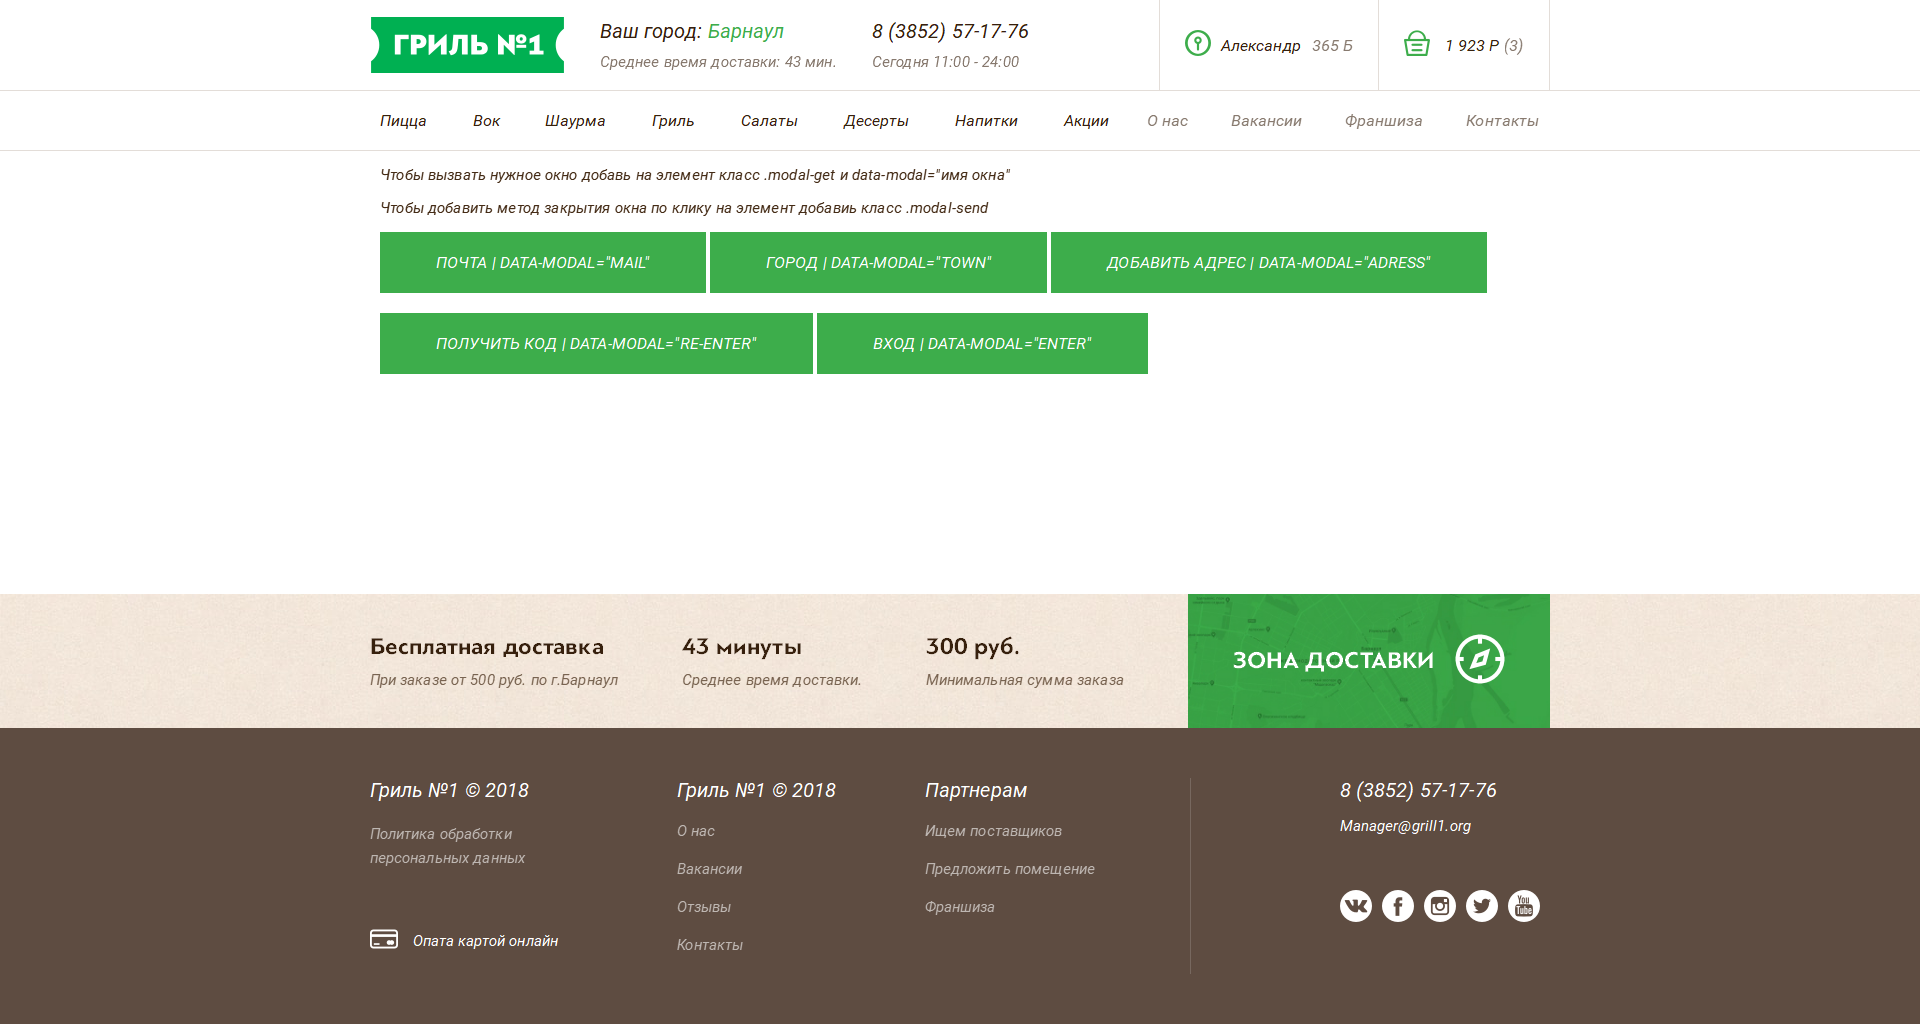 ГРИЛЬ №1
Ваш город: Барнаул
Среднее время доставки: 43 мин.
8 (3852) 57-17-76
Сегодня 11:00 - 24:00
Александр 365 Б
1 923 Р (3)
Пицца Вок Шаурма Гриль Салаты Десерты Напитки Акции О нас Вакансии Франшиза Контакты
Чтобы вызвать нужное окно добавь на элемент класс .modal-get и data-modal="имя окна"
Чтобы добавить метод закрытия окна по клику на элемент добавиь класс .modal-send
ПОЧТА | DATA-MODAL="MAIL"
ГОРОД | DATA-MODAL="TOWN"
ДОБАВИТЬ АДРЕС | DATA-MODAL="ADRESS"
ПОЛУЧИТЬ КОД | DATA-MODAL="RE-ENTER"
ВХОД | DATA-MODAL="ENTER"
Бесплатная доставка
При заказе от 500 руб. по г.Барнаул
43 минуты
Среднее время доставки.
300 руб.
Минимальная сумма заказа
ЗОНА ДОСТАВКИ
Гриль №1 © 2018
Политика обработки
персональных данных
Опата картой онлайн
Гриль №1 © 2018
О нас
Вакансии
Отзывы
Контакты
Партнерам
Ищем поставщиков
Предложить помещение
Франшиза
8 (3852) 57-17-76
Manager@grill1.org
You
Tube